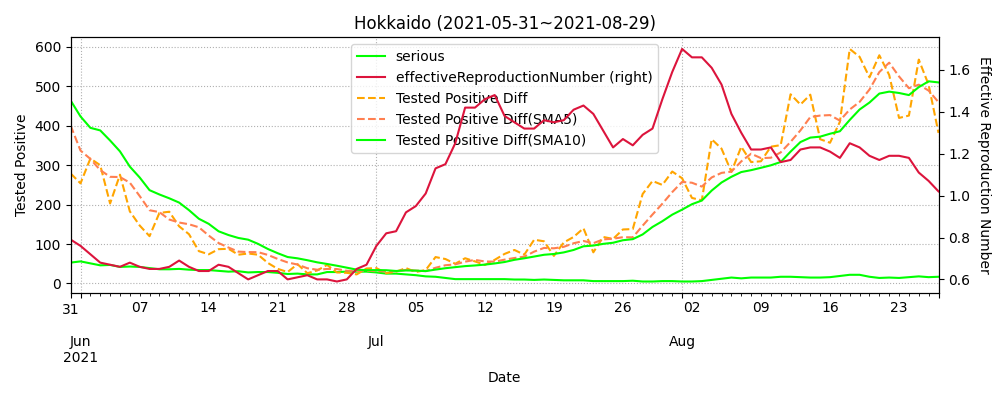 Hokkaido (2021-05-31~2021-08-29)
serious
effectiveReproductionNumber (right)
Tested Positive Diff
Tested Positive Diff(SMA5)
Tested Positive Diff(SMA10)
Tested Positive
600
500
400
300
200
100
0
Effective Reproduction Number
1.6
1.4
1.2
1.0
0.8
0.6
31 07 14 21 28 05 12 19 26 02 09 16 23
Jun Jul Aug
2021
Date